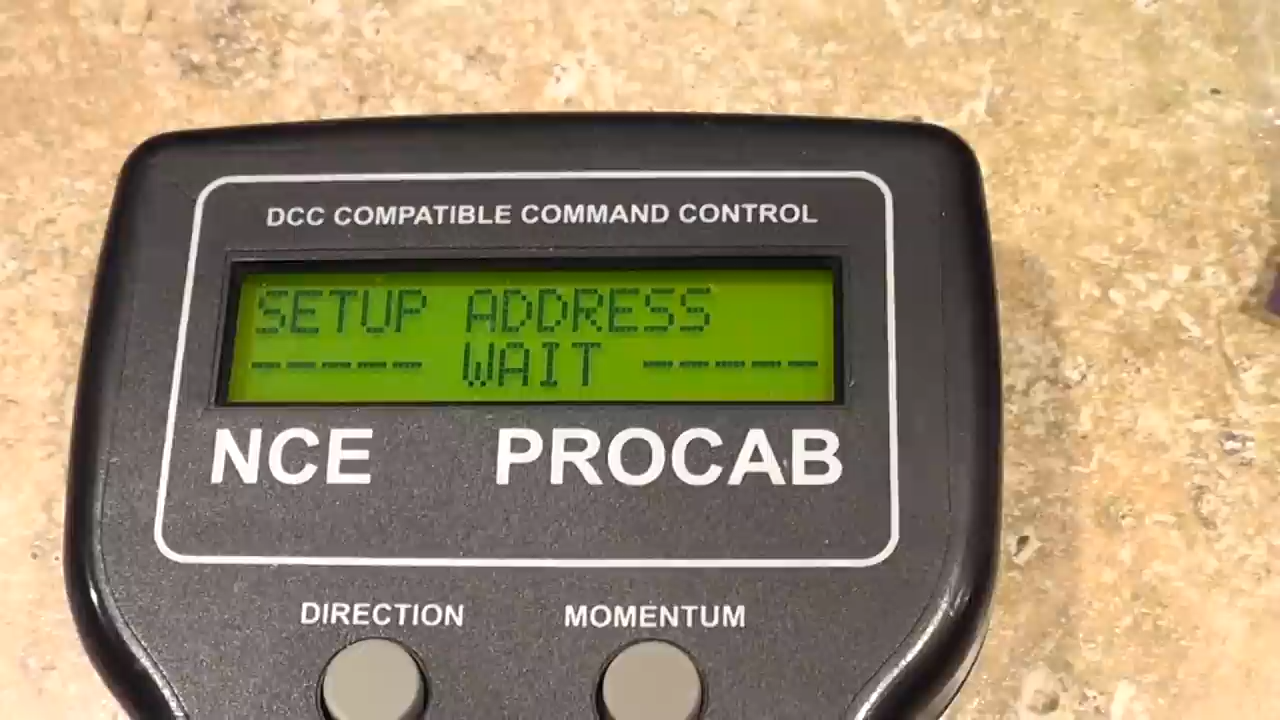 DCC COMPATIBLE COMMAND CONTROL
SETUP ADDRESS
----- WAIT -----
NCE PROCAB
DIRECTION MOMENTUM